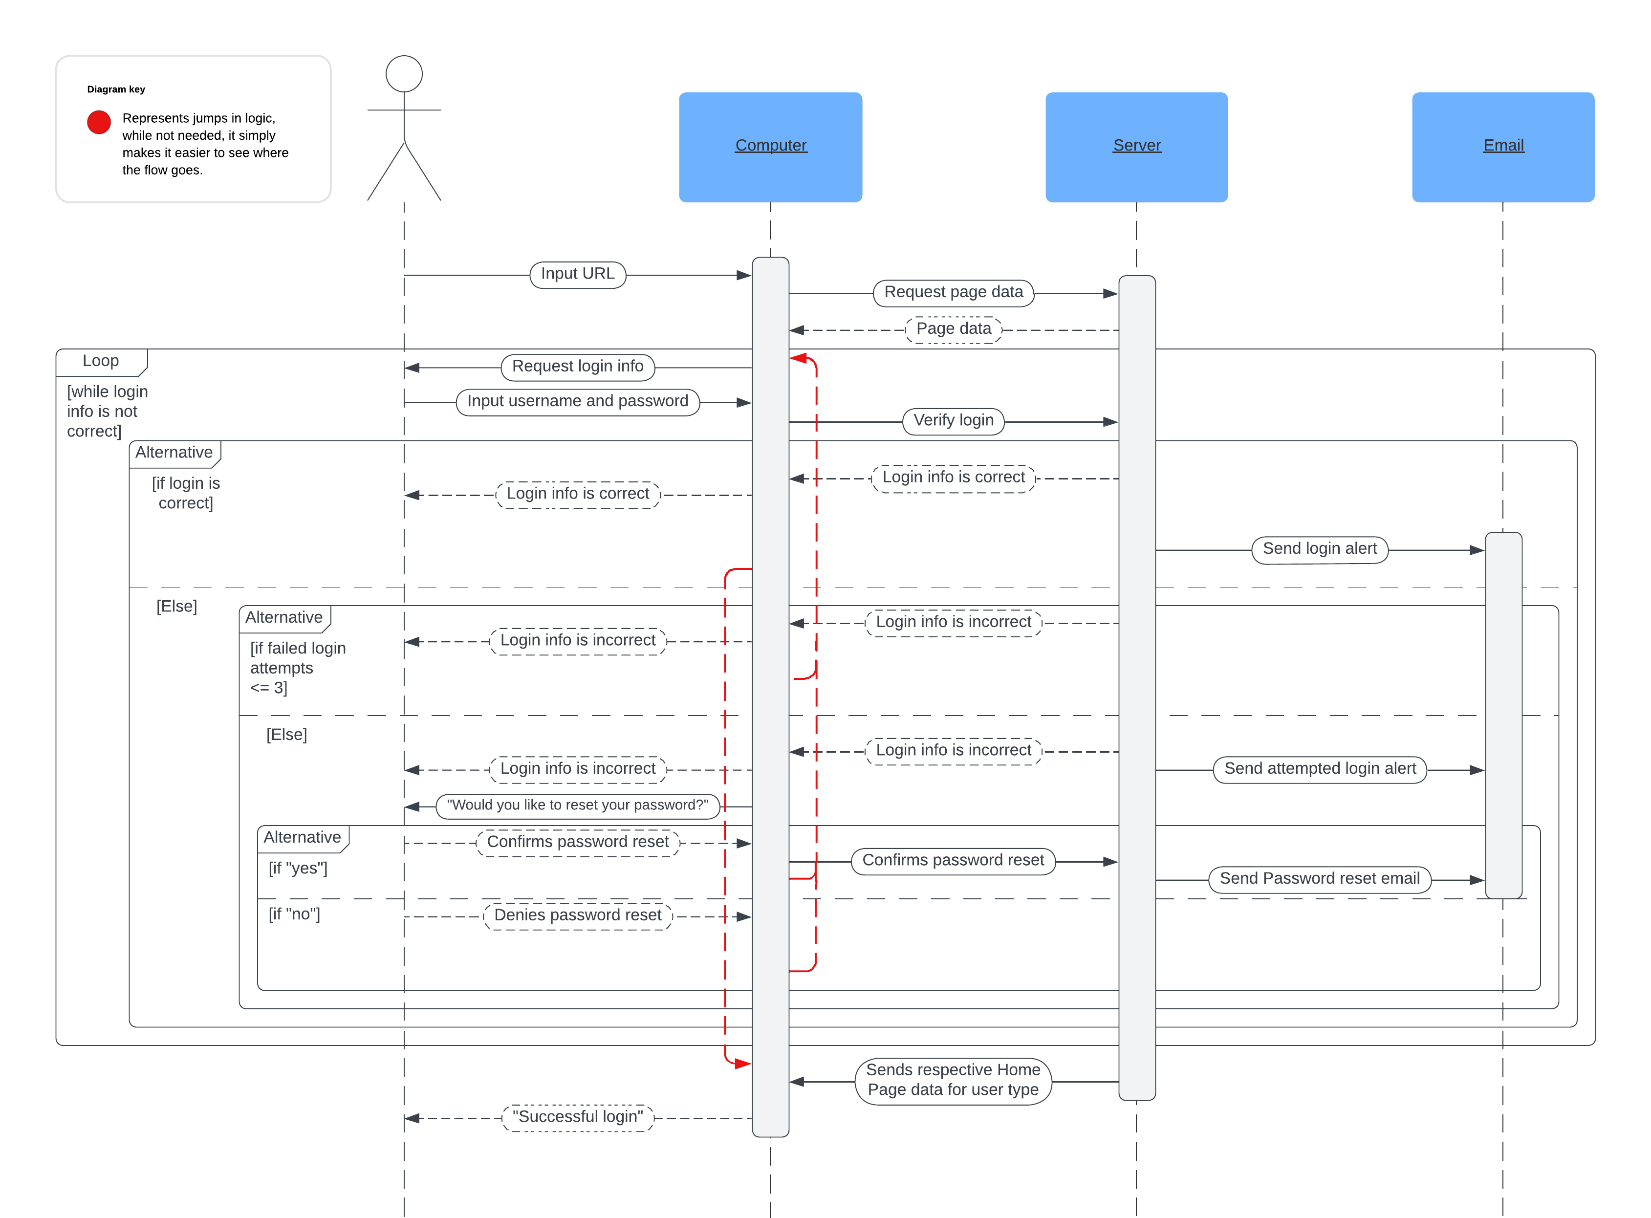 Diagram key
Represents jumps in logic,
while not needed, it simply
makes it easier to see where
the flow goes.
Computer
Server
Email
Input URL
Request page data
Page data
Loop
[while login
info is not
correct]
Request login info
Input username and password
Verify login
Alternative
[if login is
correct]
Login info is correct
Login info is correct
Send login alert
[Else]
Alternative
[if failed login
attempts
<= 3]
Login info is incorrect
Login info is incorrect
[Else]
Login info is incorrect
Login info is incorrect
Send attempted login alert
"Would you like to reset your password?"
Alternative
[if "yes"]
Confirms password reset
Confirms password reset
Send Password reset email
[if "no"]
Denies password reset
Sends respective Home
Page data for user type
"Successful login"